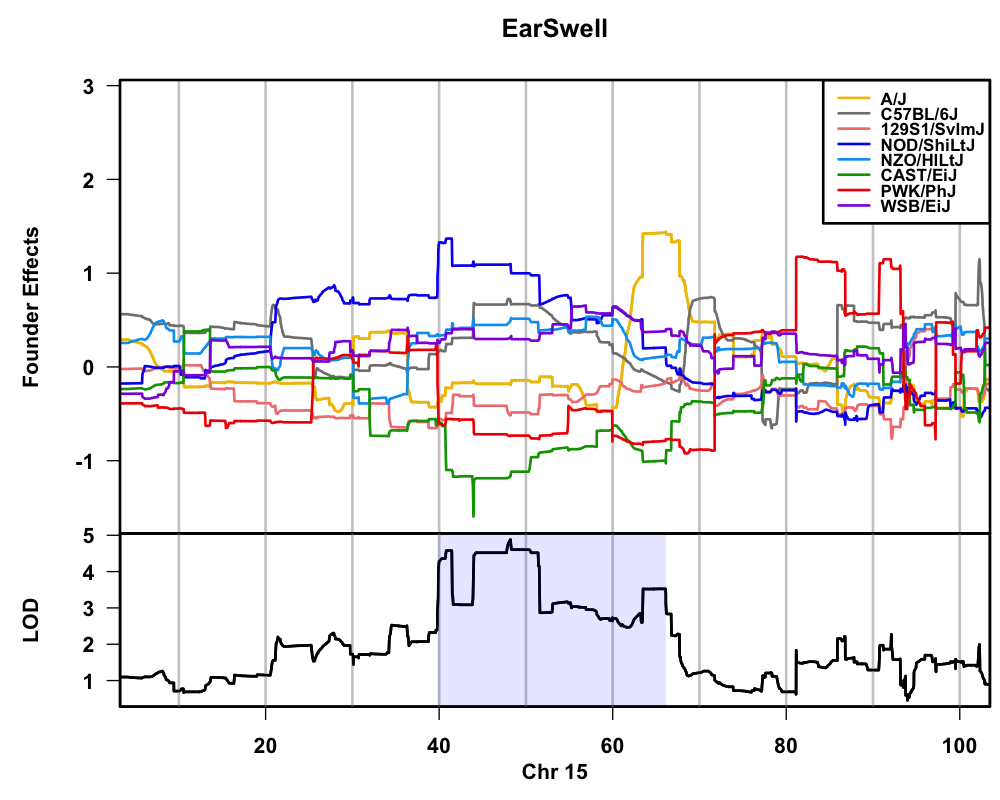 EarSwell
3
2
1
0
-1
Founder Effects
A/J
C57BL/6J
129S1/SvImJ
NOD/ShiLtJ
NZO/HlLtJ
CAST/EiJ
PWK/PhJ
WSB/EiJ
5
4
3
2
1
LOD
20 40 60 80 100
Chr 15